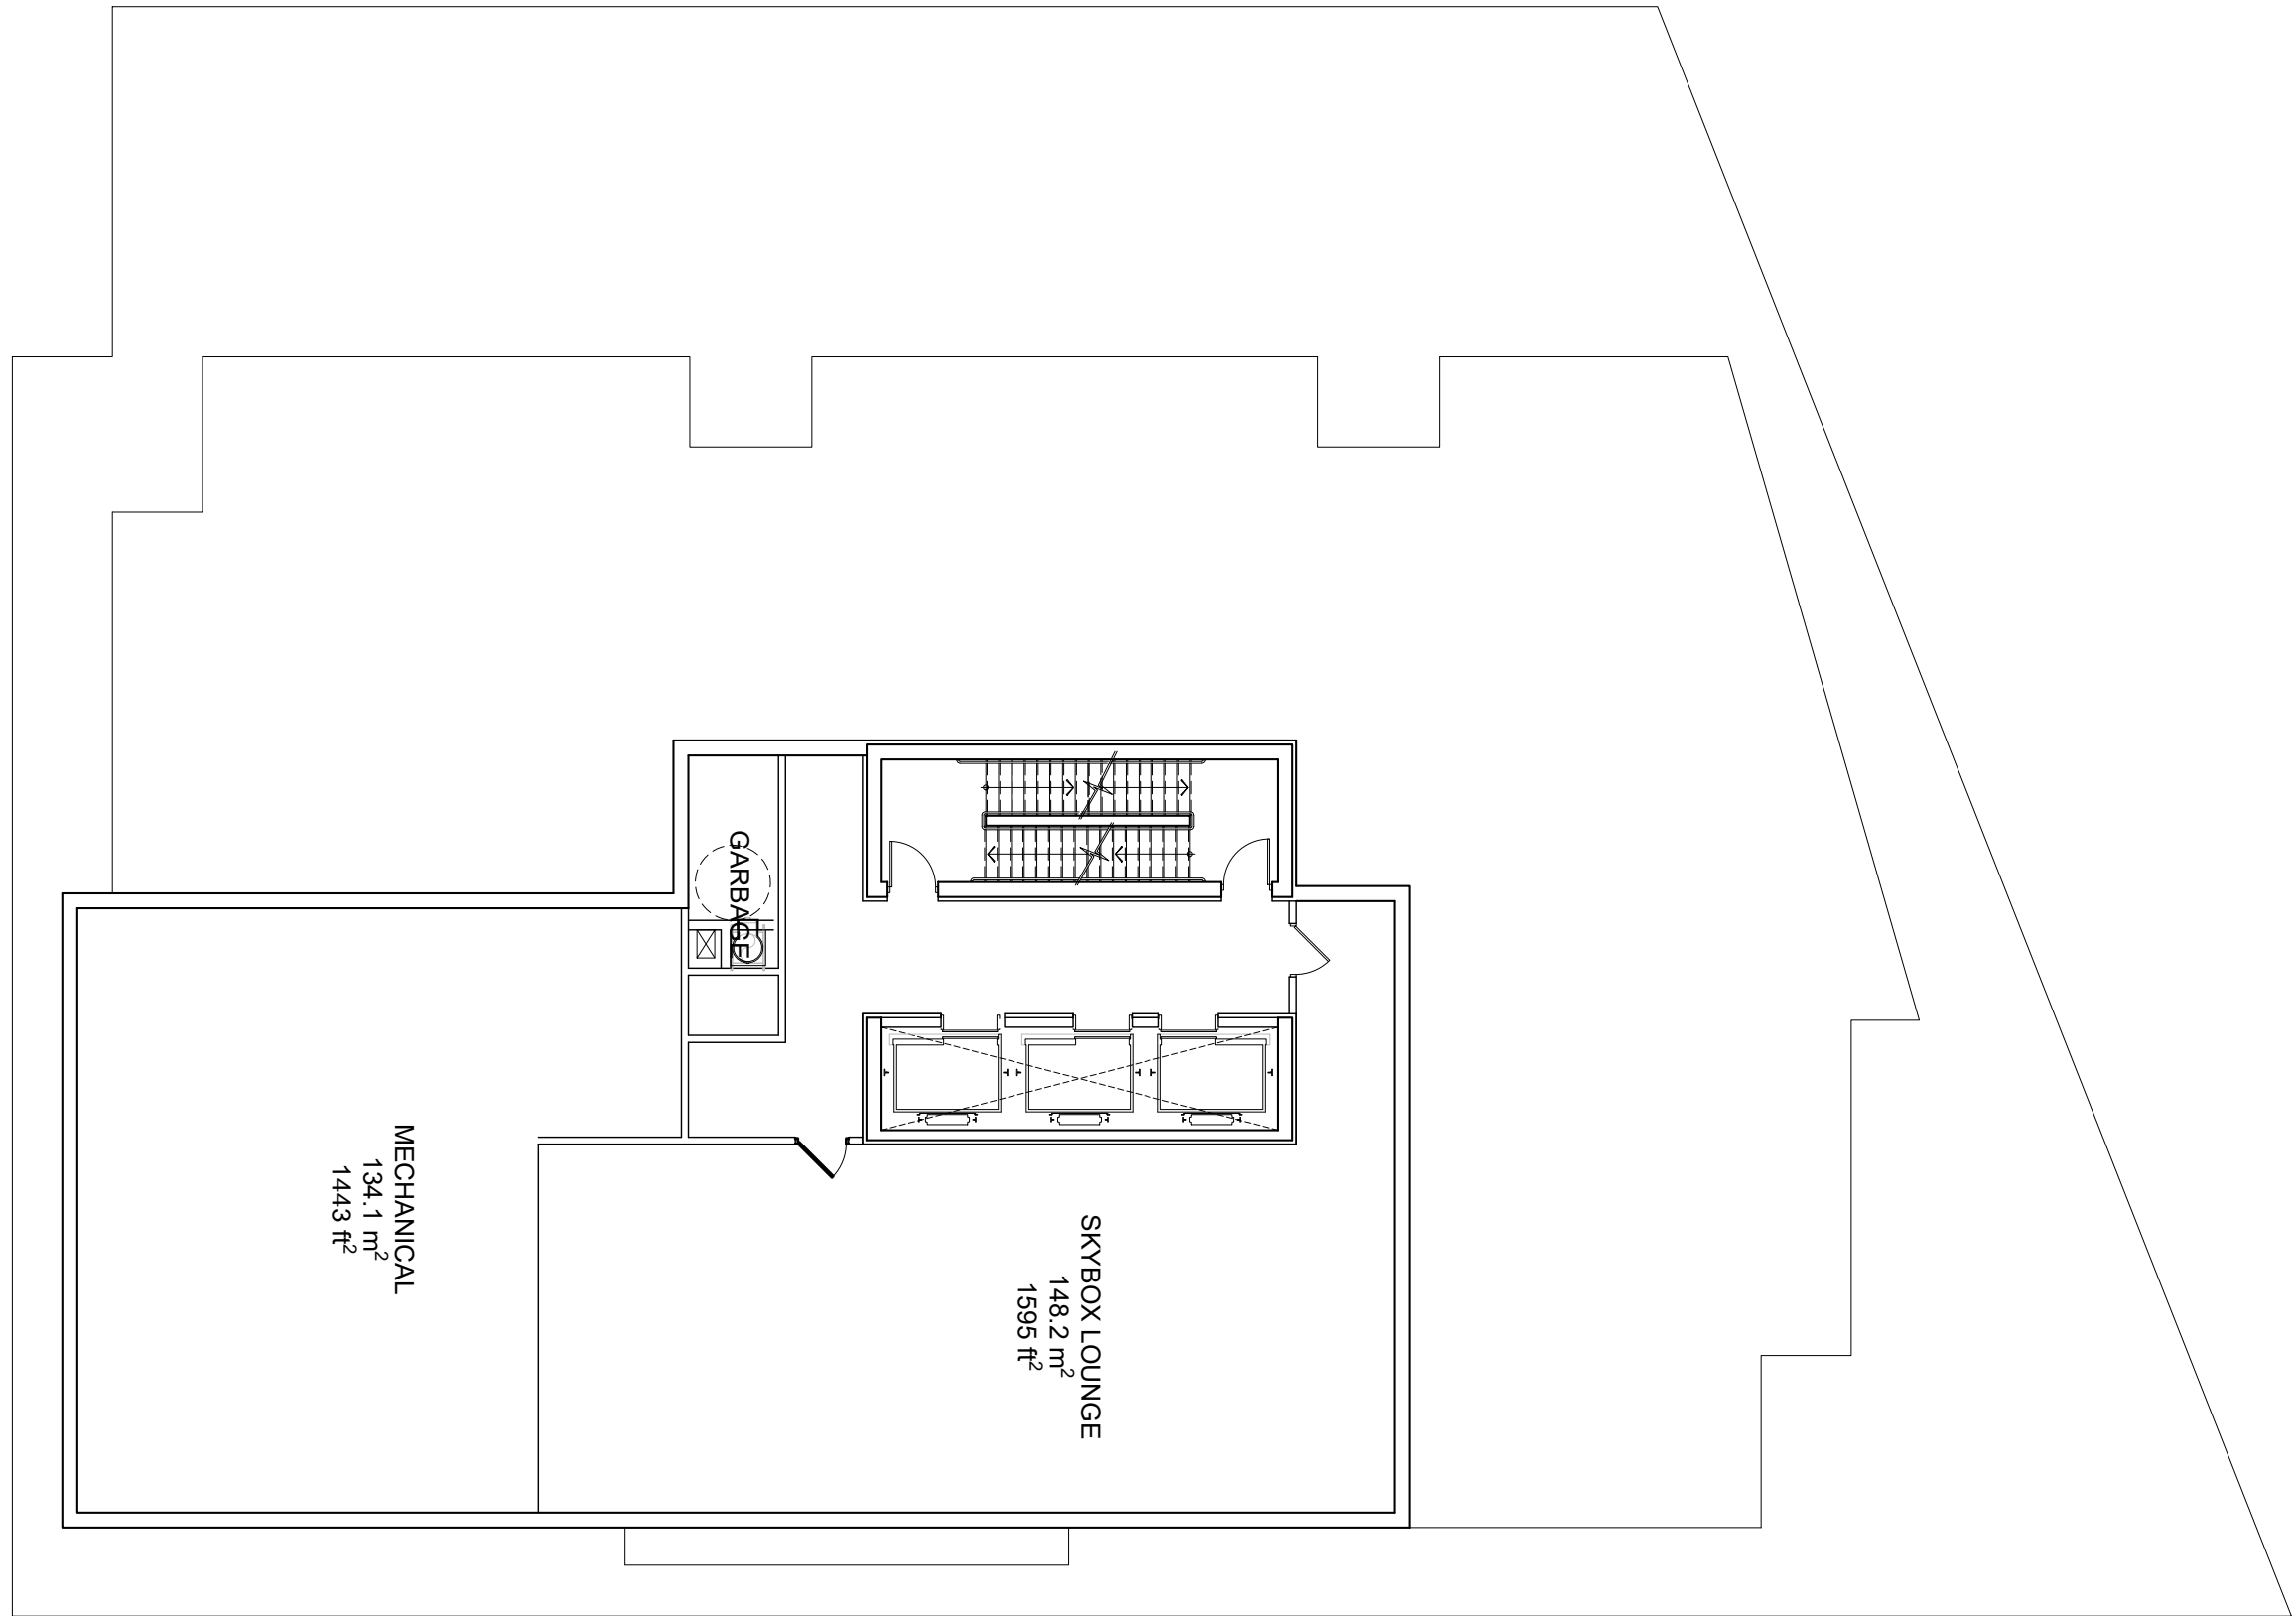 GARBAGE
MECHANICAL
134.1 m²
1443 ft²
SKYBOX LOUNGE
148.2 m²
1595 ft²